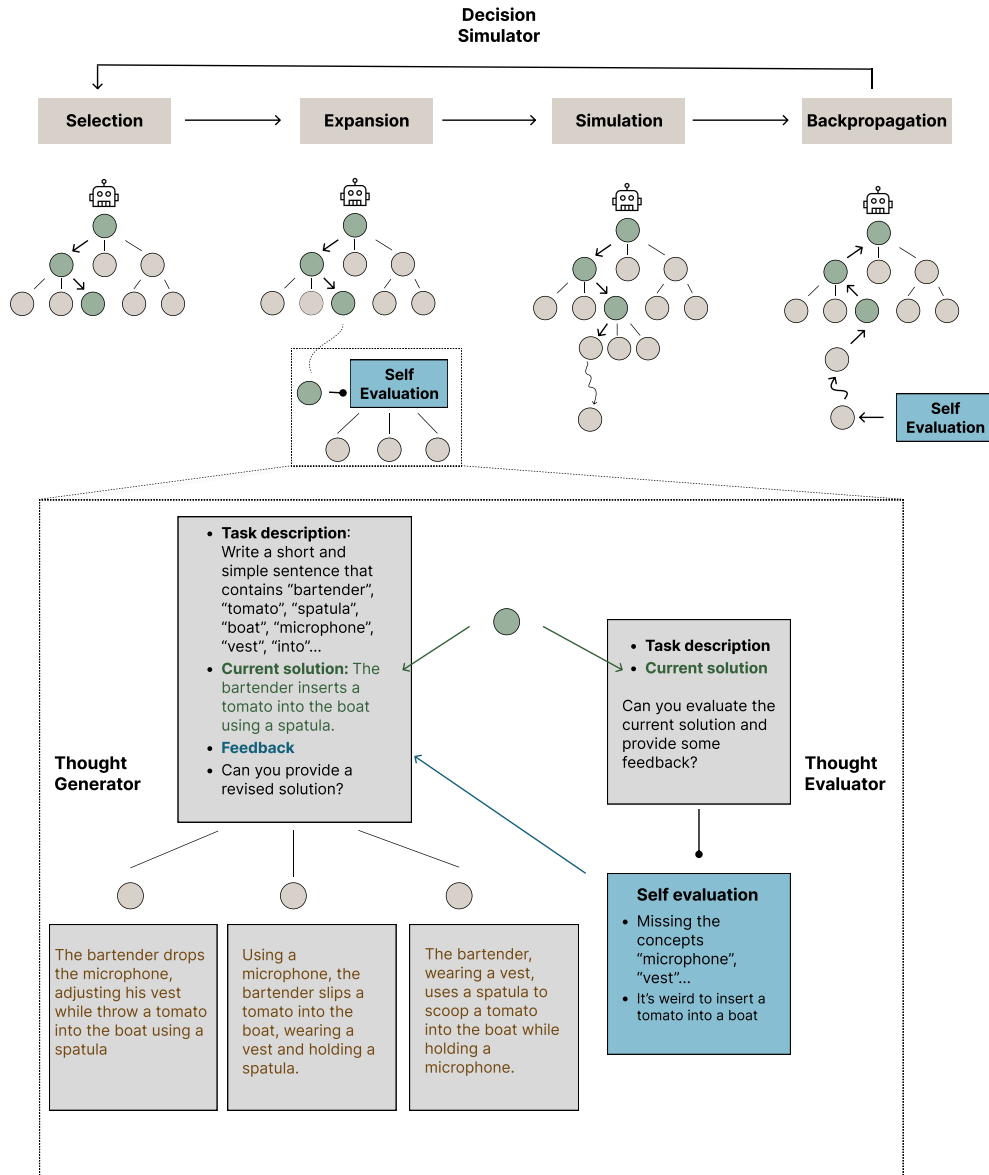 Decision
Simulator
Selection
Expansion
Simulation
Backpropagation
Self
Evaluation
Self
Evaluation
• Task description:
Write a short and
simple sentence that
contains “bartender”,
“tomato”, “spatula”,
“boat”, “microphone”,
“vest”, “into”...
• Current solution: The
bartender inserts a
tomato into the boat
using a spatula.
• Feedback
• Can you provide a
revised solution?
• Task description
• Current solution
Can you evaluate the
current solution and
provide some
feedback?
Thought
Generator
Thought
Evaluator
Self evaluation
• Missing the
concepts
“microphone”,
“vest”...
• It’s weird to insert a
tomato into a boat
The bartender drops
the microphone,
adjusting his vest
while throw a tomato
into the boat using a
spatula
Using a
microphone, the
bartender slips a
tomato into the
boat, wearing a
vest and holding a
spatula.
The bartender,
wearing a vest,
uses a spatula to
scoop a tomato
into the boat while
holding a
microphone.